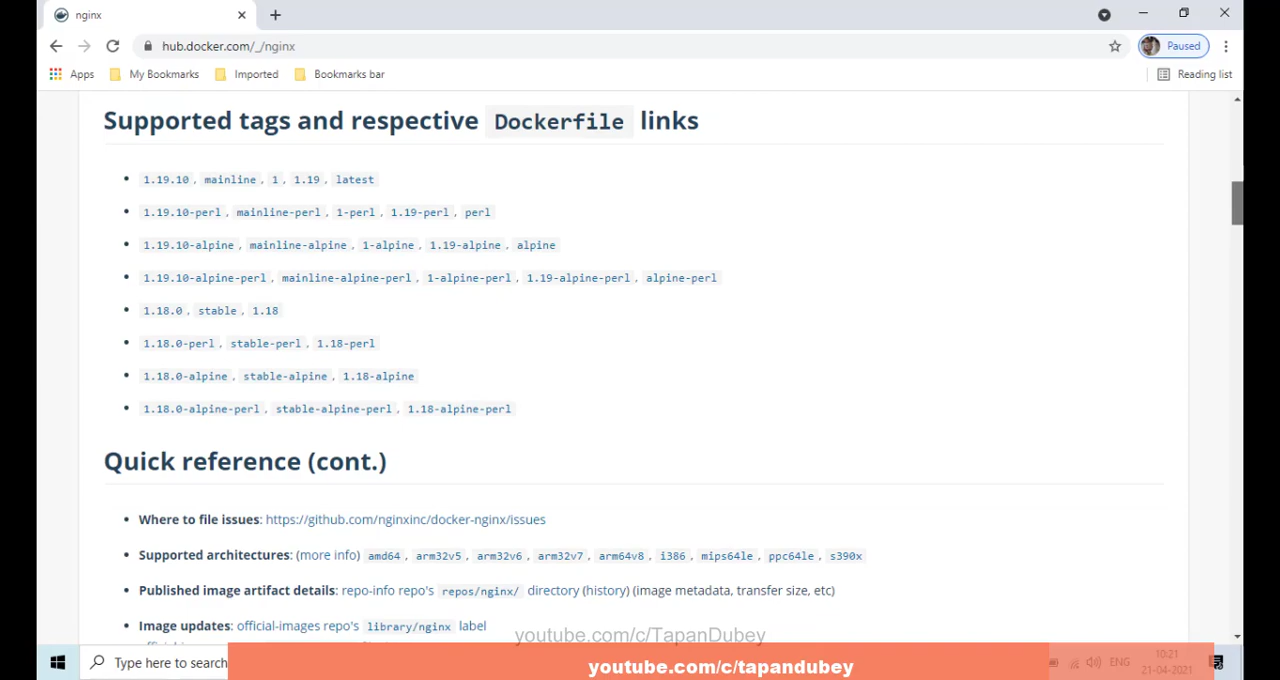 nginx
hub.docker.com/_/nginx
Paused
Apps My Bookmarks Imported Bookmarks bar Reading list
Supported tags and respective Dockerfile links
1.19.10, mainline, 1, 1.19, latest
1.19.10-perl, mainline-perl, 1-perl, 1.19-perl, perl
1.19.10-alpine, mainline-alpine, 1-alpine, 1.19-alpine, alpine
1.19.10-alpine-perl, mainline-alpine-perl, 1-alpine-perl, 1.19-alpine-perl, alpine-perl
1.18.0, stable, 1.18
1.18.0-perl, stable-perl, 1.18-perl
1.18.0-alpine, stable-alpine, 1.18-alpine
1.18.0-alpine-perl, stable-alpine-perl, 1.18-alpine-perl
Quick reference (cont.)
Where to file issues: https://github.com/nginxinc/docker-nginx/issues
Supported architectures: (more info) amd64, arm32v5, arm32v6, arm32v7, arm64v8, i386, mips64le, ppc64le, s390x
Published image artifact details: repo-info repo's repos/nginx/ directory (history) (image metadata, transfer size, etc)
Image updates: official-images repo's library/nginx label
youtube.com/c/TapanDubey
Type here to search
youtube.com/c/tapandubey
ENG
10:21
21-04-2021